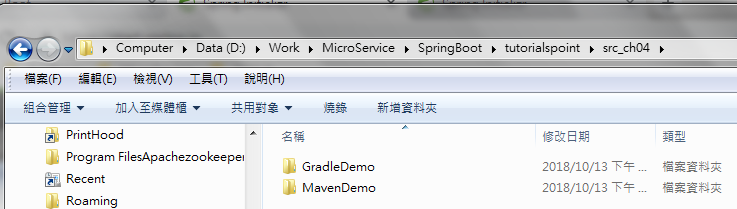 Computer ▸ Data (D:) ▸ Work ▸ MicroService ▸ SpringBoot ▸ tutorialspoint ▸ src_ch04 ▸
檔案(F) 編輯(E) 檢視(V) 工具(T) 說明(H)
組合管理 加入至媒體櫃 共用對象 燒錄 新增資料夾
PrintHood
Program FilesApachezookeeper
Recent
Roaming
名稱 修改日期 類型
GradleDemo 2018/10/13 下午 ... 檔案資料夾
MavenDemo 2018/10/13 下午 ... 檔案資料夾